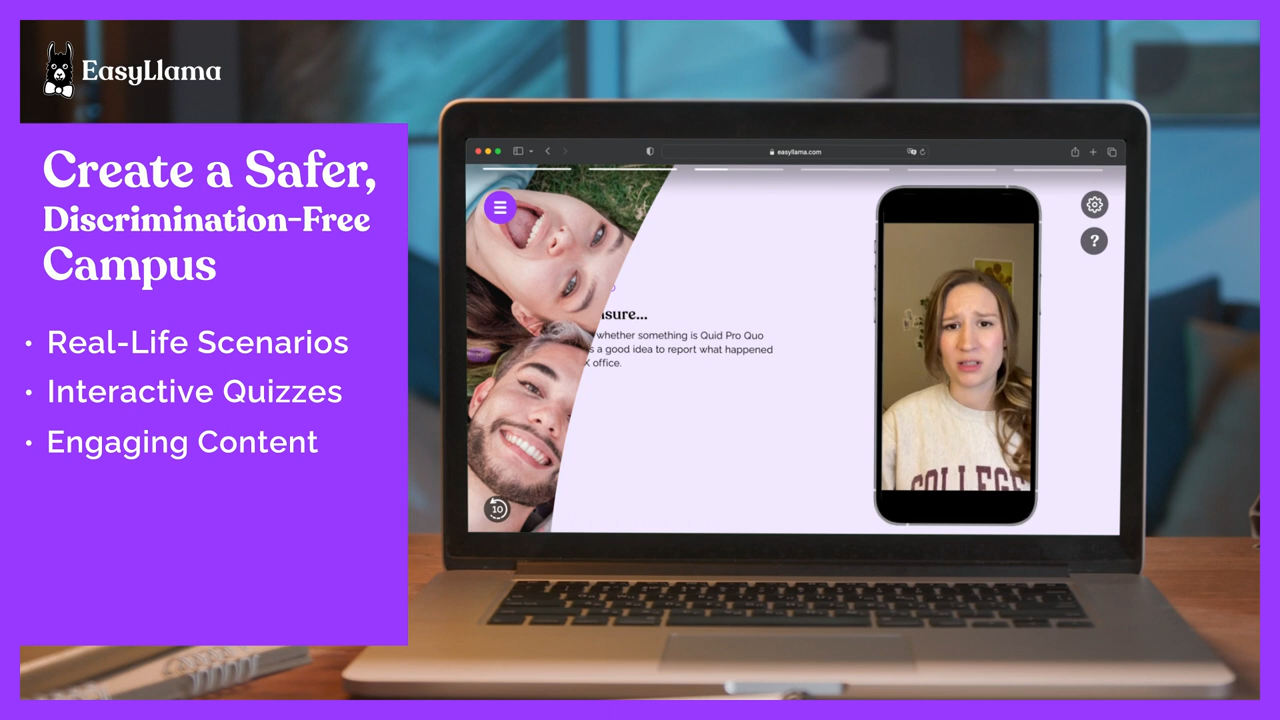 EasyLlama
Create a Safer,
Discrimination-Free
Campus
• Real-Life Scenarios
• Interactive Quizzes
• Engaging Content
easyllama.com
?
whether something is Quid Pro Quo
a good idea to report what happened
office.
10
COLLEGE